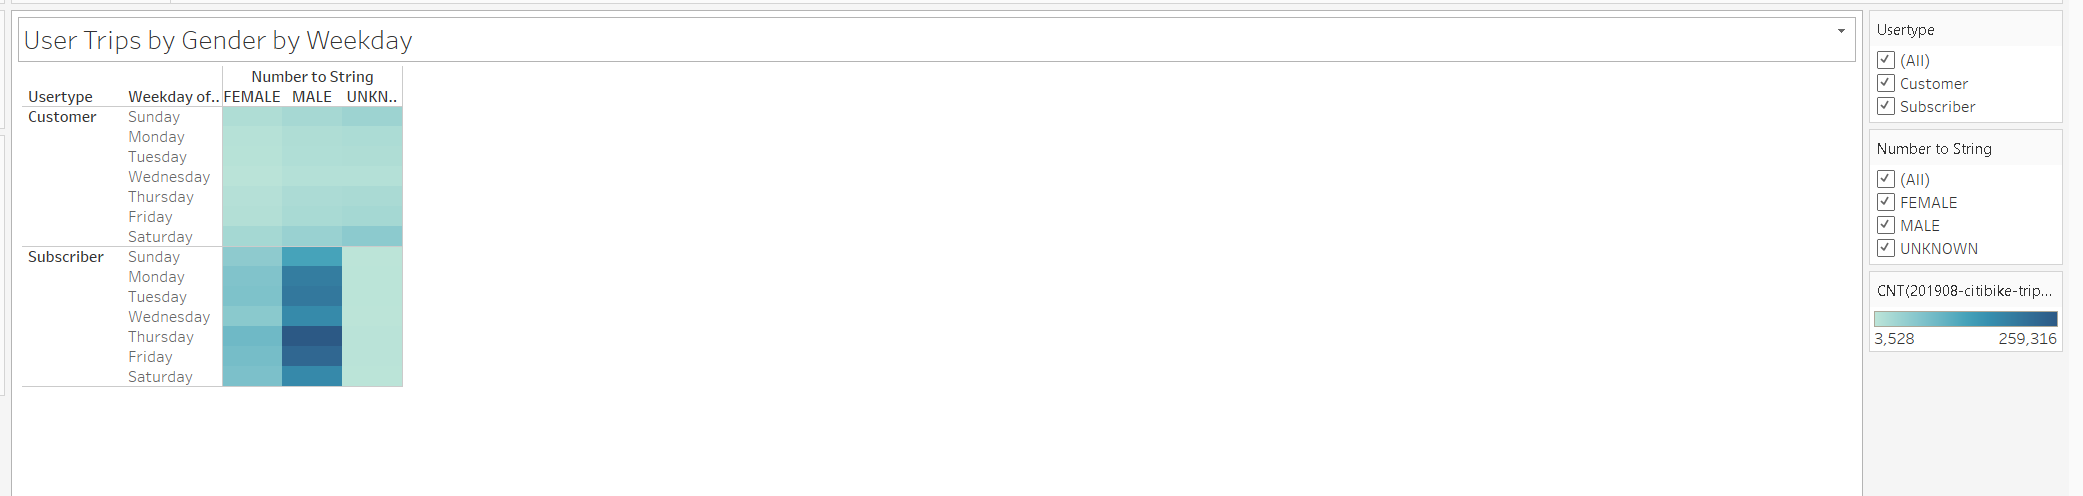 User Trips by Gender by Weekday
Number to String
Usertype Weekday of.. FEMALE MALE UNKN..
Customer Sunday
Monday
Tuesday
Wednesday
Thursday
Friday
Saturday
Subscriber Sunday
Monday
Tuesday
Wednesday
Thursday
Friday
Saturday
Usertype
(All)
Customer
Subscriber
Number to String
(All)
FEMALE
MALE
UNKNOWN
CNT(201908-citibike-trip...
3,528 259,316